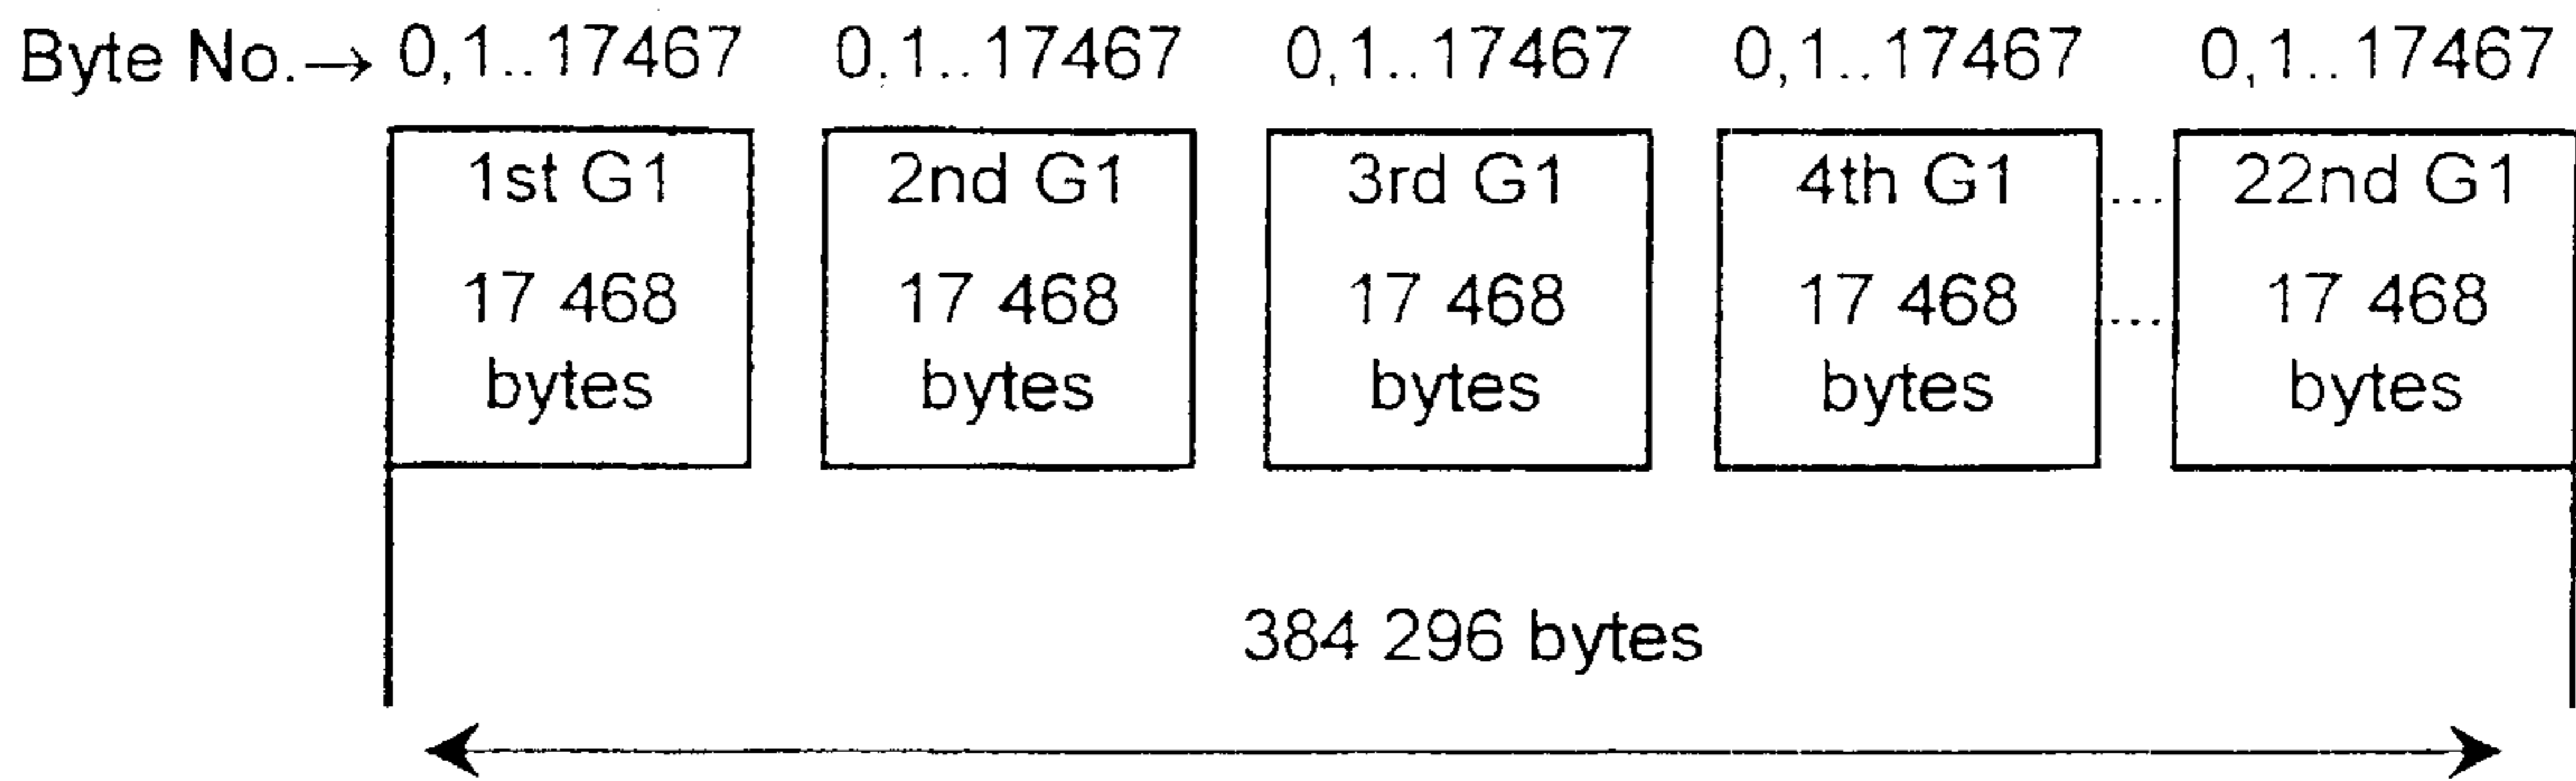 Byte No.→ 0,1..17467 0,1..17467 0,1..17467 0,1..17467 0,1..17467
1st G1 2nd G1 3rd G1 4th G1 ... 22nd G1
17 468 17 468 17 468 17 468 ... 17 468
bytes bytes bytes bytes bytes
384 296 bytes